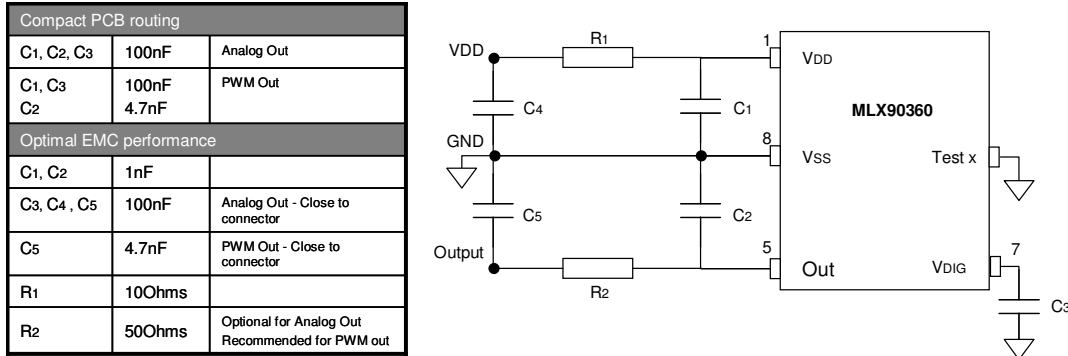 Compact PCB routing
C1, C2, C3 100nF Analog Out
C1, C3 100nF PWM Out
C2 4.7nF
Optimal EMC performance
C1, C2 1nF
C3, C4 , C5 100nF Analog Out - Close to
connector
C5 4.7nF PWM Out - Close to
connector
R1 10Ohms
R2 50Ohms Optional for Analog Out
Recommended for PWM out
VDD R1 1 VDD
C4 C1 MLX90360
GND 8 VSS Test x
C5 C2
Output 5 7
R2 Out VDIG
C3